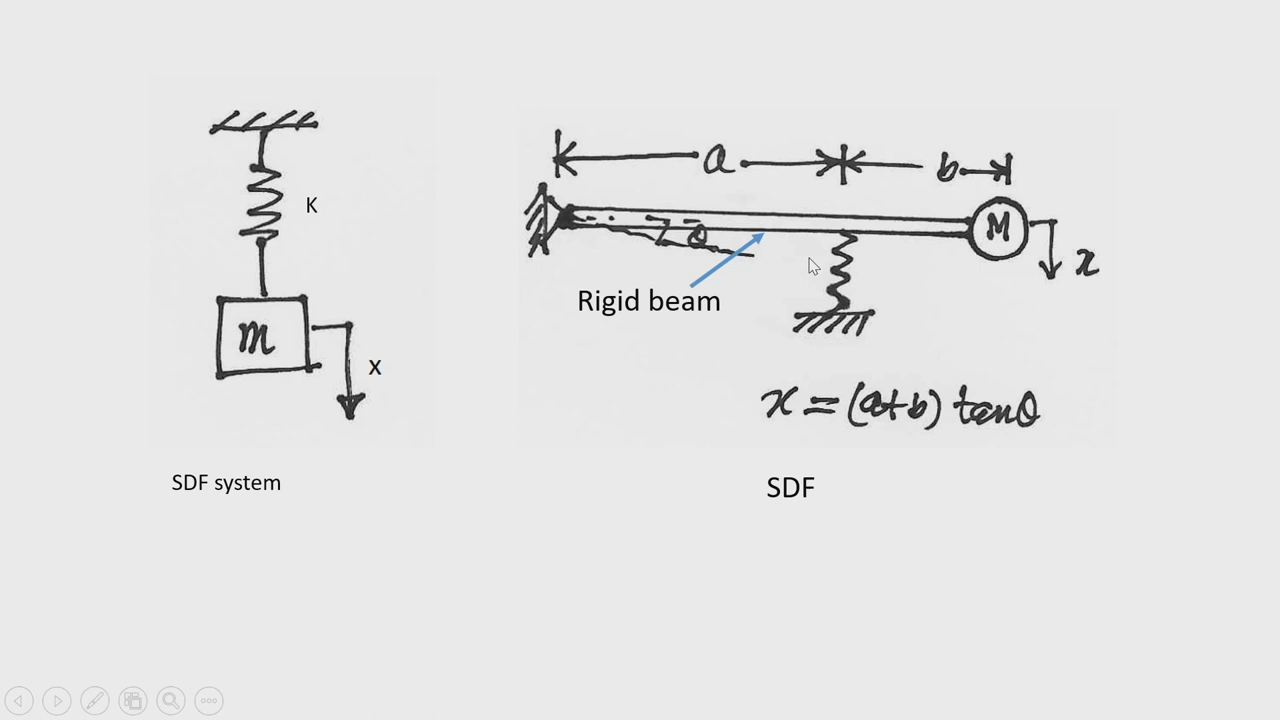 K
m
x
SDF system
a
b
θ
M
x
Rigid beam
x = (a+b) tanθ
SDF